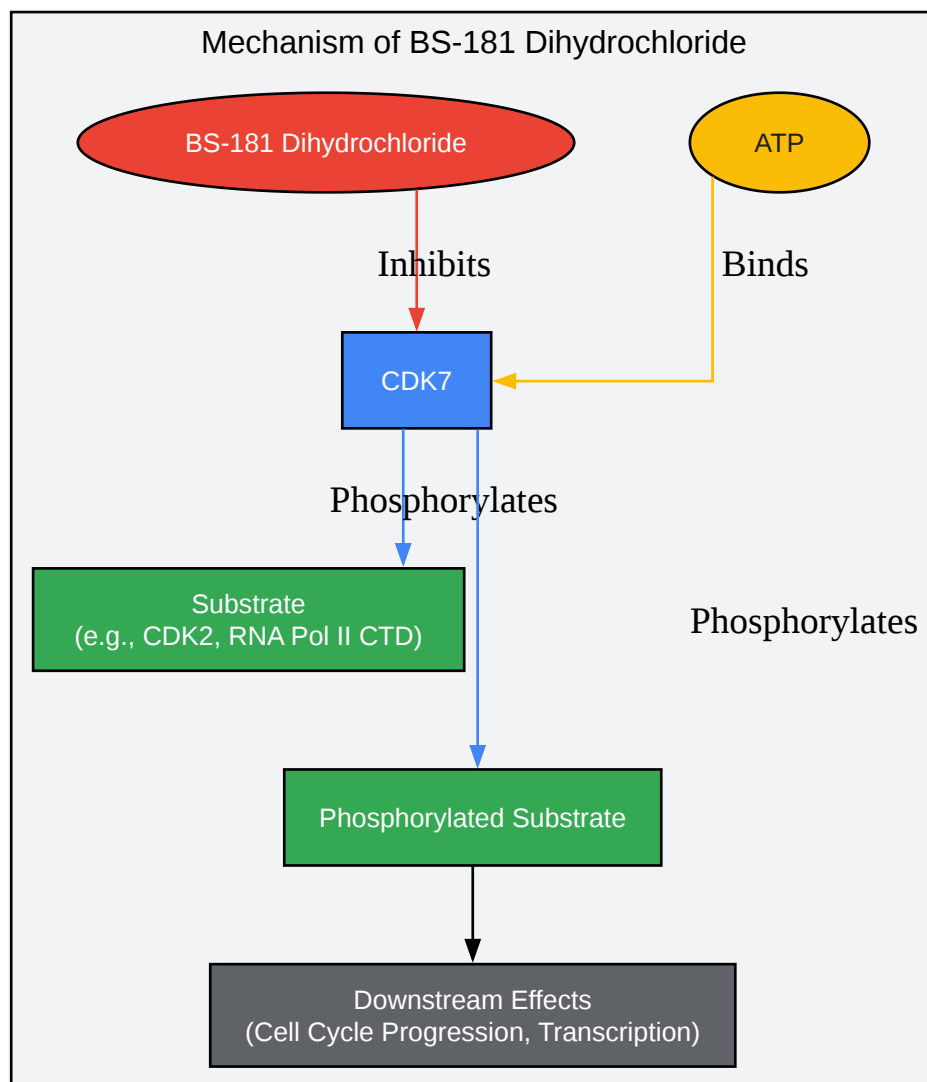 Mechanism of BS-181 Dihydrochloride
BS-181 Dihydrochloride
ATP
Inhibits
Binds
CDK7
Phosphorylates
Substrate
(e.g., CDK2, RNA Pol II CTD)
Phosphorylates
Phosphorylated Substrate
Downstream Effects
(Cell Cycle Progression, Transcription)